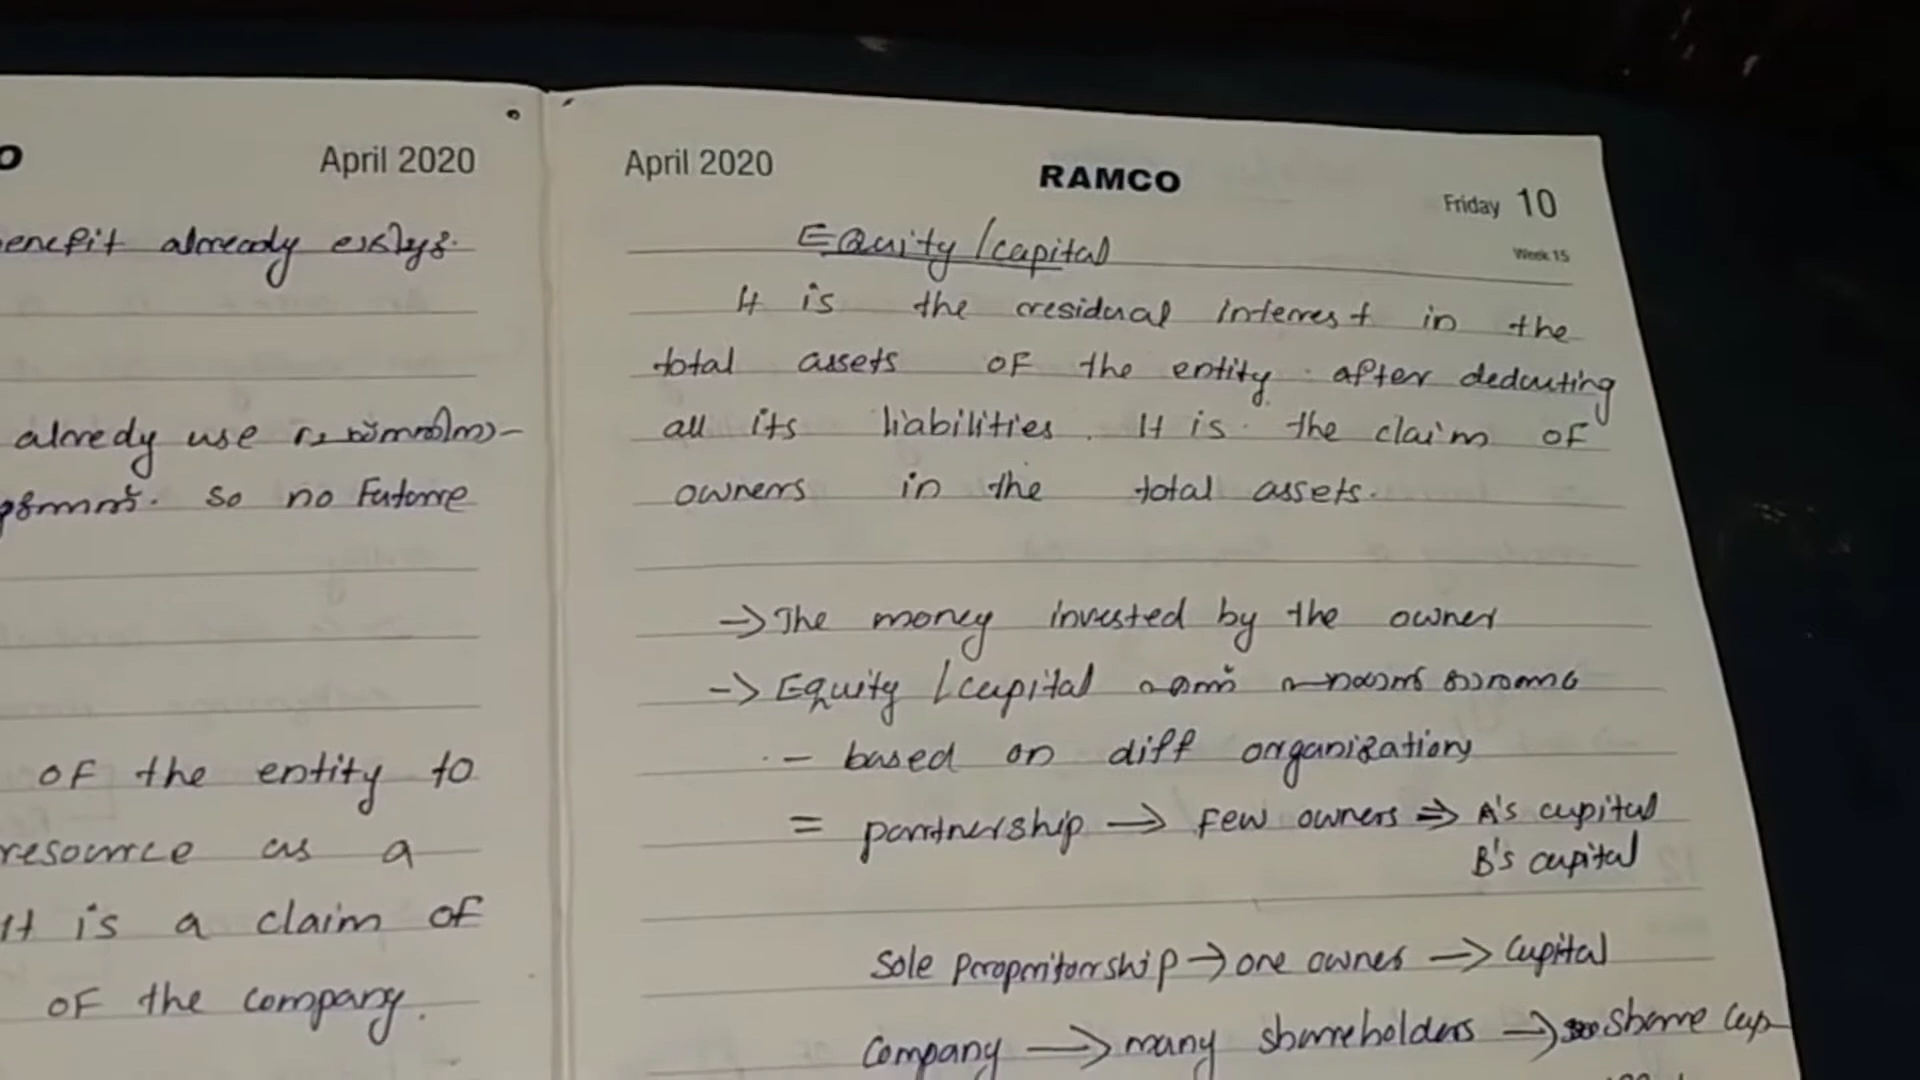 O April 2020
enefit already
alredy use
so no Future
of the entity to
resource as a
It is a claim of
of the company.
April 2020 RAMCO Friday 10
Week 15
Equity / capital
It is the residual interest in the
total assets of the entity after deducting
all its liabilities. It is the claim of
owners in the total assets.
→ The money invested by the owner
→ Equity / capital
- based on diff organization
= partnership → Few owners ⇒ A's capital
B's capital
Sole → one owner → Capital
Company → many shareholders → Share Cap